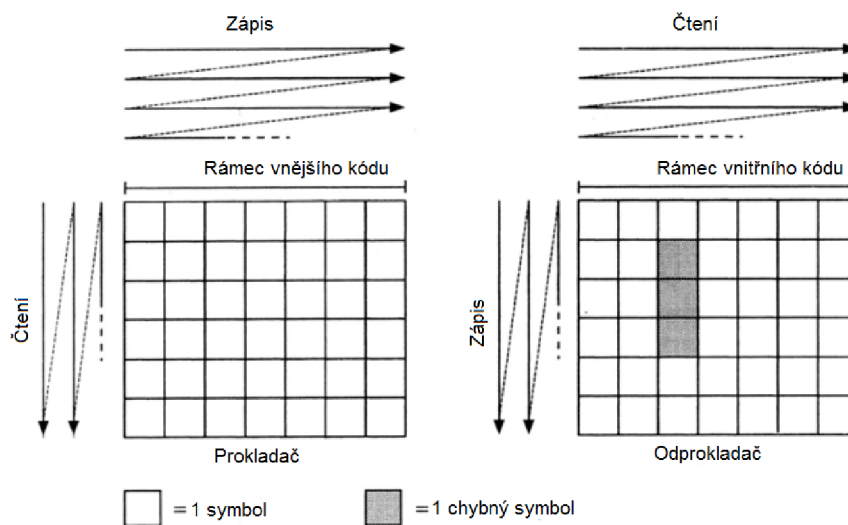 Zápis
Čtení
Rámec vnějšího kódu
Rámec vnitřního kódu
Čtení
Zápis
Prokladač
Odprokladač
= 1 symbol
= 1 chybný symbol